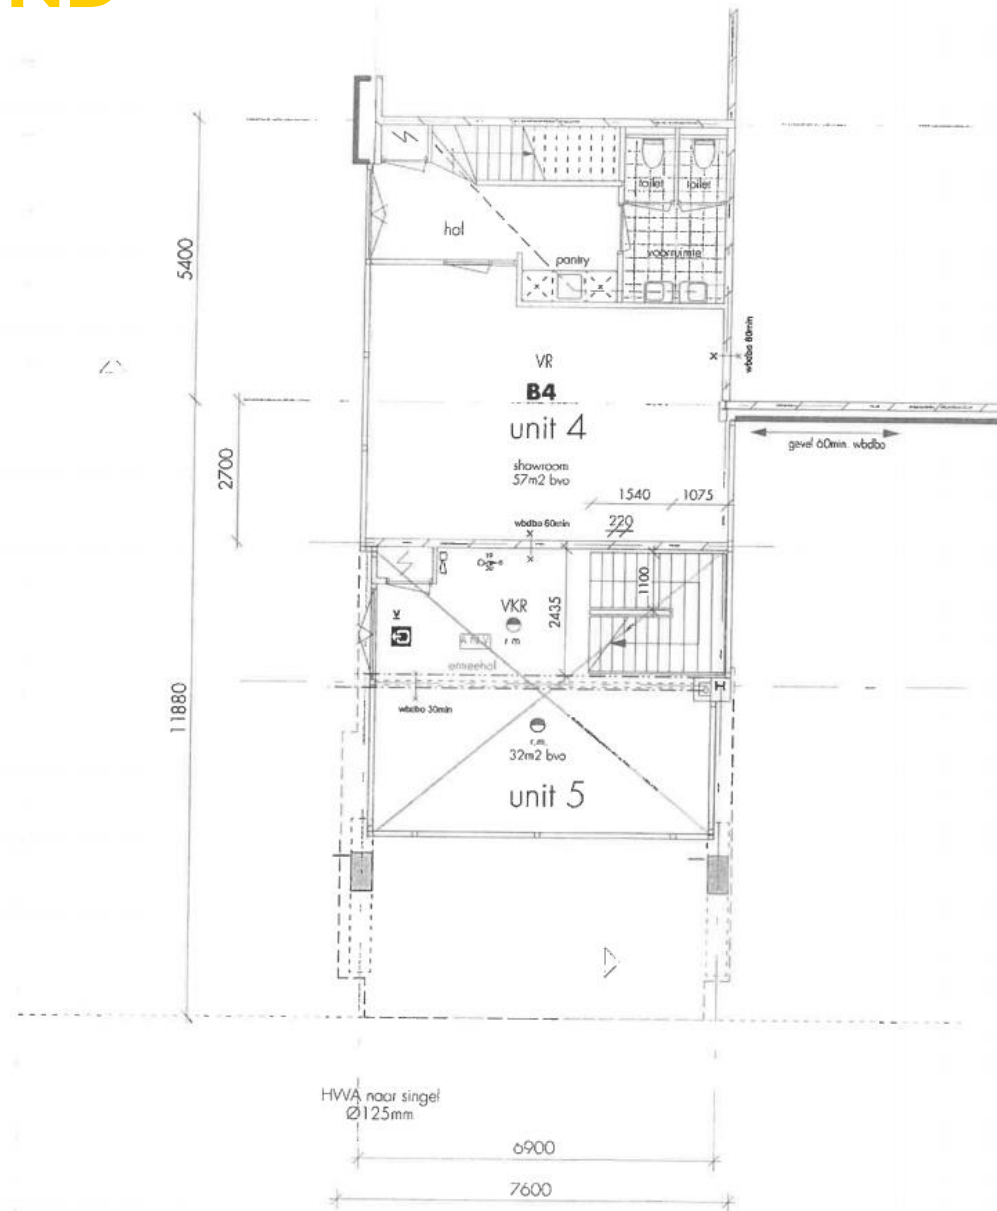 ND
5400
toilet
toilet
hal
voorruimte
pantry
wbdbo 60min
VR
B4
unit 4
gevel 60min. wbdbo
2700
showroom
57m2 bvo
1540
1075
wbdbo 60min
220
1100
2435
VKR
r.m
entreehal
11880
wbdbo 30min
r.m.
32m2 bvo
unit 5
HWA naar singel
Ø125mm
6900
7600